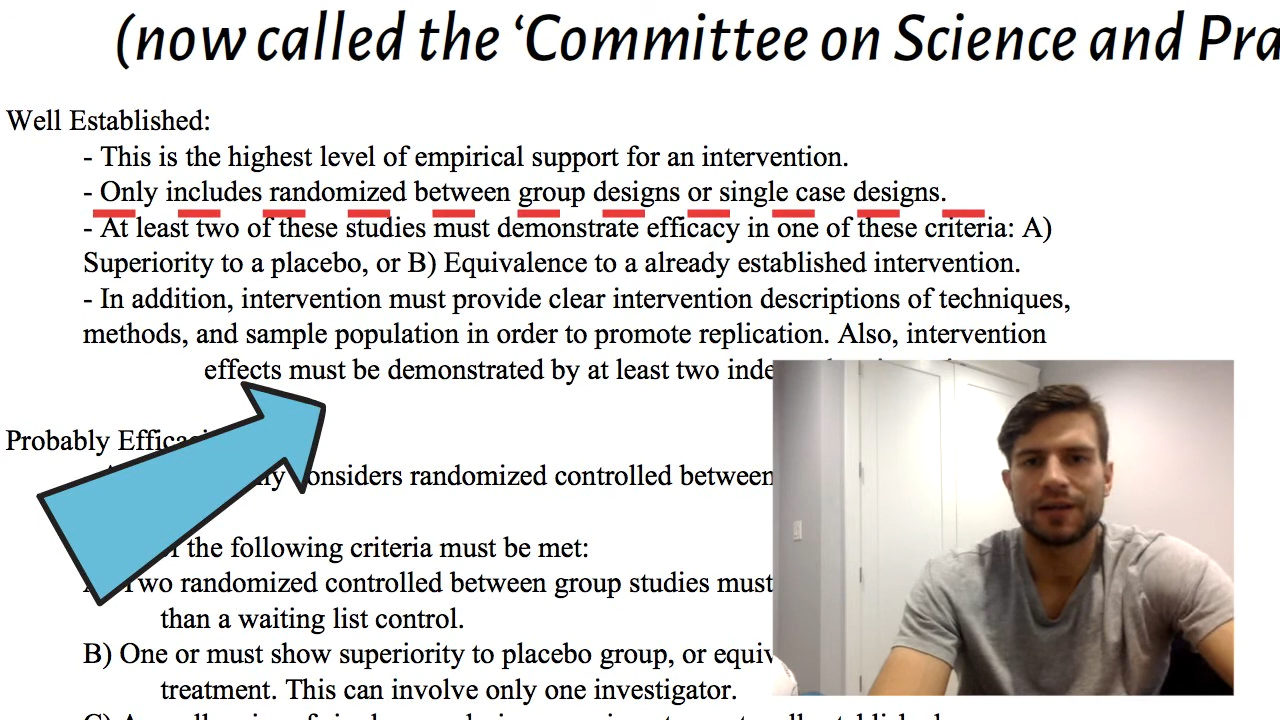 (now called the ‘Committee on Science and
Well Established:
- This is the highest level of empirical support for an intervention.
- Only includes randomized between group designs or single case designs.
- At least two of these studies must demonstrate efficacy in one of these criteria: A)
Superiority to a placebo, or B) Equivalence to a already established intervention.
- In addition, intervention must provide clear intervention descriptions of techniques,
methods, and sample population in order to promote replication. Also, intervention
effects must be demonstrated by at least two
Probably
considers randomized controlled between
the following criteria must be met:
Two randomized controlled between group studies must
than a waiting list control.
B) One or must show superiority to placebo group, or
treatment. This can involve only one investigator.